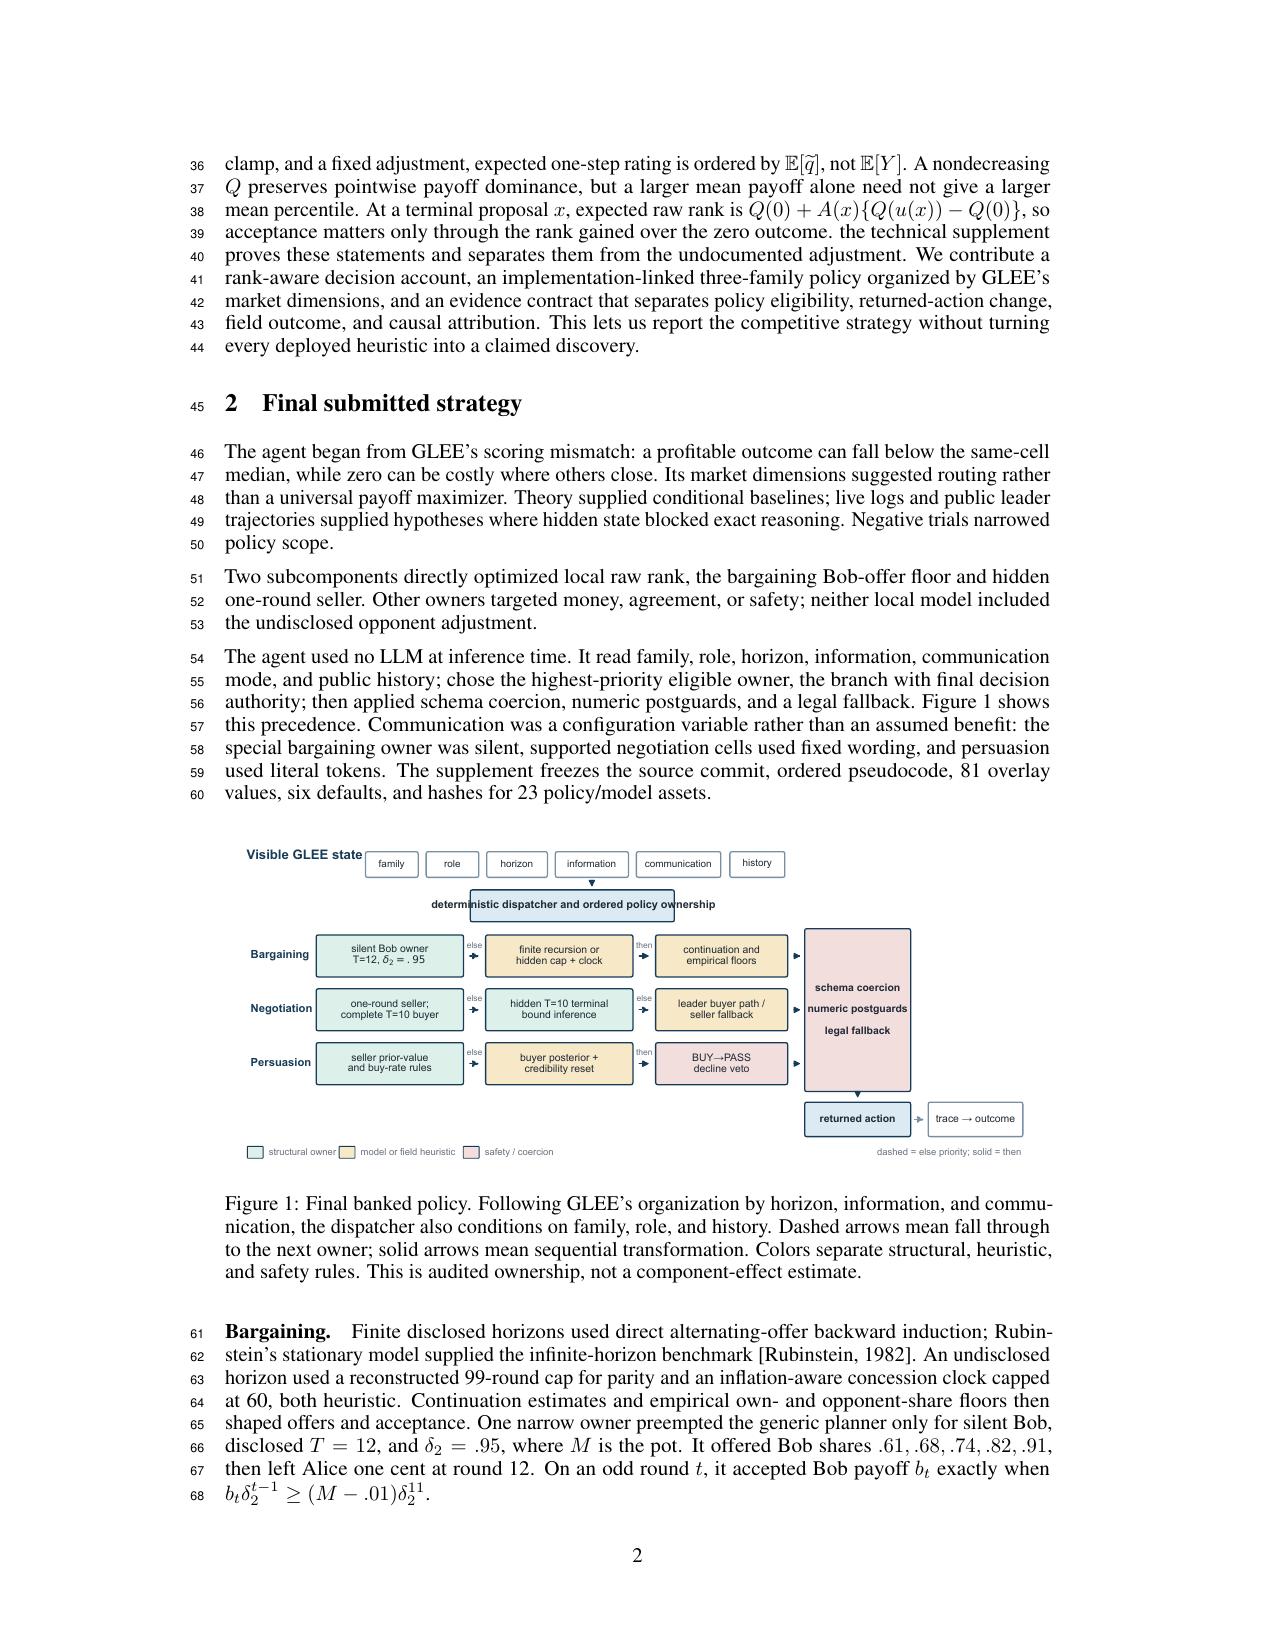 36 clamp, and a fixed adjustment, expected one-step rating is ordered by 𝔼[q̃], not 𝔼[Y]. A nondecreasing
37 Q preserves pointwise payoff dominance, but a larger mean payoff alone need not give a larger
38 mean percentile. At a terminal proposal x, expected raw rank is Q(0) + A(x){Q(u(x)) − Q(0)}, so
39 acceptance matters only through the rank gained over the zero outcome. the technical supplement
40 proves these statements and separates them from the undocumented adjustment. We contribute a
41 rank-aware decision account, an implementation-linked three-family policy organized by GLEE's
42 market dimensions, and an evidence contract that separates policy eligibility, returned-action change,
43 field outcome, and causal attribution. This lets us report the competitive strategy without turning
44 every deployed heuristic into a claimed discovery.
45 2 Final submitted strategy
46 The agent began from GLEE's scoring mismatch: a profitable outcome can fall below the same-cell
47 median, while zero can be costly where others close. Its market dimensions suggested routing rather
48 than a universal payoff maximizer. Theory supplied conditional baselines; live logs and public leader
49 trajectories supplied hypotheses where hidden state blocked exact reasoning. Negative trials narrowed
50 policy scope.
51 Two subcomponents directly optimized local raw rank, the bargaining Bob-offer floor and hidden
52 one-round seller. Other owners targeted money, agreement, or safety; neither local model included
53 the undisclosed opponent adjustment.
54 The agent used no LLM at inference time. It read family, role, horizon, information, communication
55 mode, and public history; chose the highest-priority eligible owner, the branch with final decision
56 authority; then applied schema coercion, numeric postguards, and a legal fallback. Figure 1 shows
57 this precedence. Communication was a configuration variable rather than an assumed benefit: the
58 special bargaining owner was silent, supported negotiation cells used fixed wording, and persuasion
59 used literal tokens. The supplement freezes the source commit, ordered pseudocode, 81 overlay
60 values, six defaults, and hashes for 23 policy/model assets.
Visible GLEE state family role horizon information communication history
deterministic dispatcher and ordered policy ownership
Bargaining
silent Bob owner
T=12, δ₂ = .95
else
finite recursion or
hidden cap + clock
then
continuation and
empirical floors
Negotiation
one-round seller;
complete T=10 buyer
else
hidden T=10 terminal
bound inference
else
leader buyer path /
seller fallback
Persuasion
seller prior-value
and buy-rate rules
else
buyer posterior +
credibility reset
then
BUY→PASS
decline veto
schema coercion
numeric postguards
legal fallback
returned action
trace → outcome
structural owner model or field heuristic safety / coercion
dashed = else priority; solid = then
Figure 1: Final banked policy. Following GLEE's organization by horizon, information, and commu-
nication, the dispatcher also conditions on family, role, and history. Dashed arrows mean fall through
to the next owner; solid arrows mean sequential transformation. Colors separate structural, heuristic,
and safety rules. This is audited ownership, not a component-effect estimate.
61 Bargaining. Finite disclosed horizons used direct alternating-offer backward induction; Rubin-
62 stein's stationary model supplied the infinite-horizon benchmark [Rubinstein, 1982]. An undisclosed
63 horizon used a reconstructed 99-round cap for parity and an inflation-aware concession clock capped
64 at 60, both heuristic. Continuation estimates and empirical own- and opponent-share floors then
65 shaped offers and acceptance. One narrow owner preempted the generic planner only for silent Bob,
66 disclosed T = 12, and δ₂ = .95, where M is the pot. It offered Bob shares .61, .68, .74, .82, .91,
67 then left Alice one cent at round 12. On an odd round t, it accepted Bob payoff bₜ exactly when
68 bₜδ₂ᵗ⁻¹ ≥ (M − .01)δ₂¹¹.
2